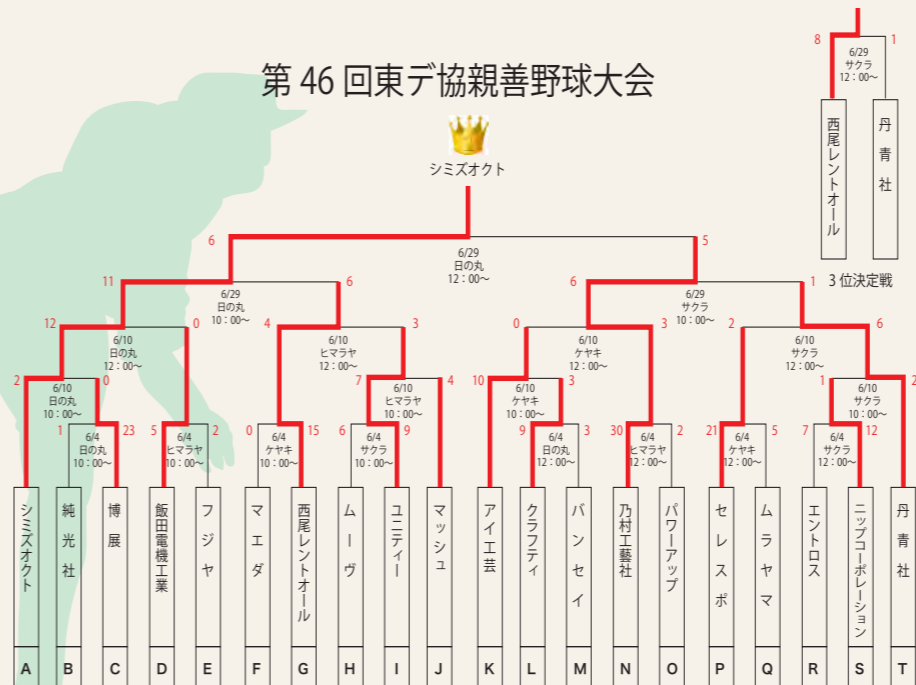 第46回東デ協親善野球大会
シミズオクト
8
1
6/29
サクラ
12：00～
西尾レントオール
丹青社
3位決定戦
6
5
6/29
日の丸
12：00～
11
6
6/29
日の丸
10：00～
6
1
6/29
サクラ
10：00～
12
0
6/10
日の丸
12：00～
4
3
6/10
ヒマラヤ
12：00～
0
3
6/10
ケヤキ
12：00～
2
6
6/10
サクラ
12：00～
2
0
6/10
日の丸
10：00～
7
4
6/10
ヒマラヤ
10：00～
10
3
6/10
ケヤキ
10：00～
1
2
6/10
サクラ
10：00～
1
23
6/4
日の丸
10：00～
5
2
6/4
ヒマラヤ
10：00～
0
15
6/4
ケヤキ
10：00～
6
9
6/4
サクラ
10：00～
9
3
6/4
日の丸
12：00～
30
2
6/4
ヒマラヤ
12：00～
21
5
6/4
ケヤキ
12：00～
7
12
6/4
サクラ
12：00～
シミズオクト
純光社
博展
飯田電機工業
フジヤ
マエダ
西尾レントオール
ムーヴ
ユニティー
マッシュ
アイ工芸
クラフティ
バンセイ
乃村工藝社
パワーアップ
セレスポ
ムラヤマ
エントロス
ニップコーポレーション
丹青社
A B C D E F G H I J K L M N O P Q R S T